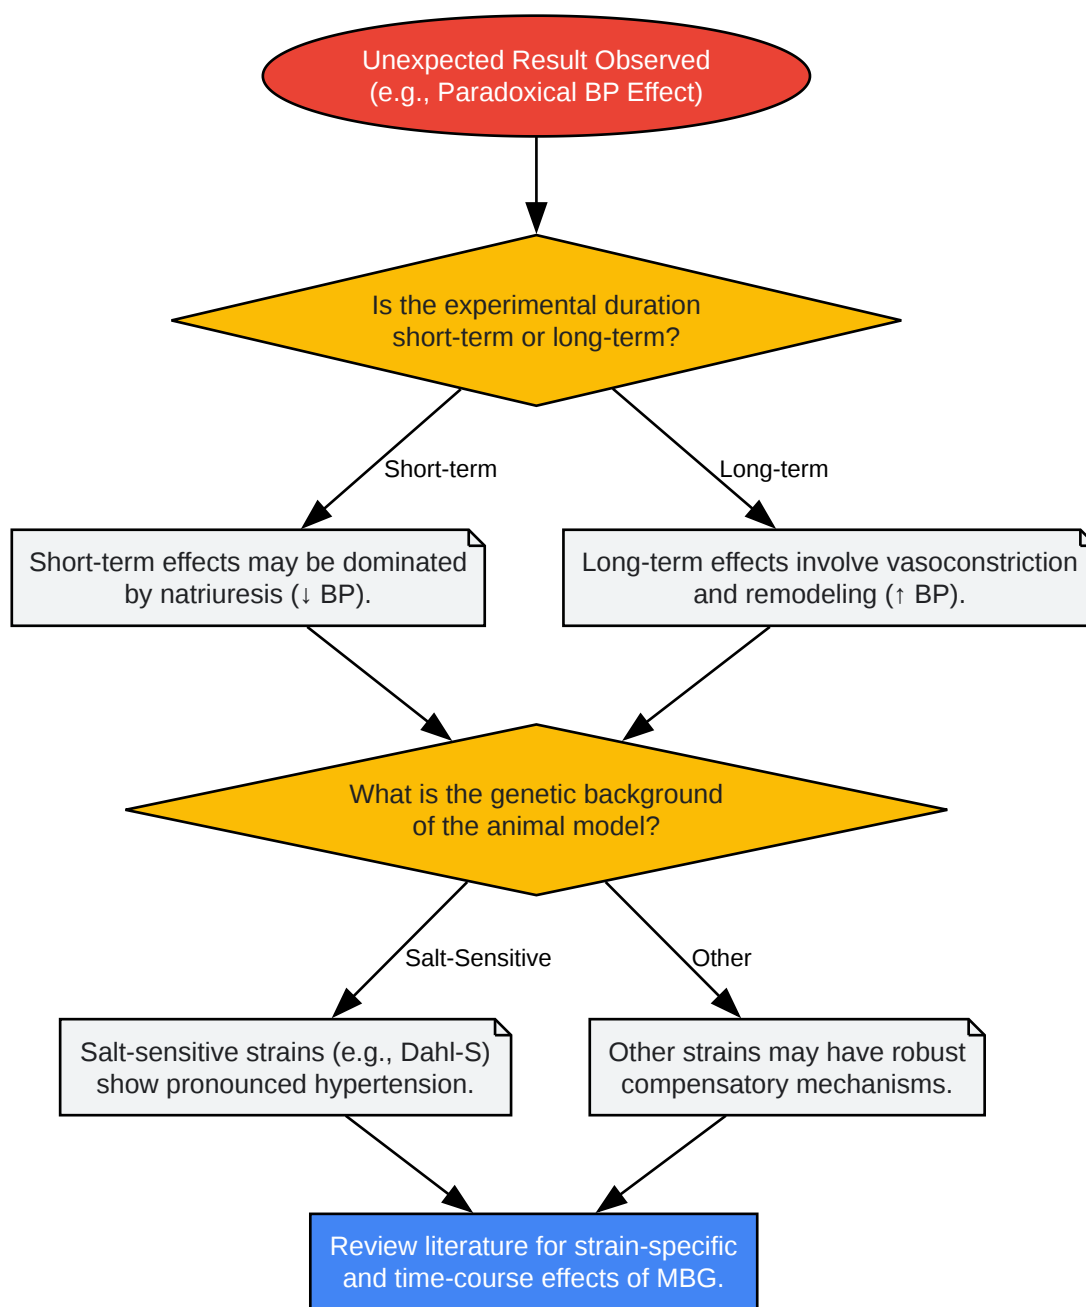 Unexpected Result Observed
(e.g., Paradoxical BP Effect)
Is the experimental duration
short-term or long-term?
Short-term
Long-term
Short-term effects may be dominated
by natriuresis (↓ BP).
Long-term effects involve vasoconstriction
and remodeling (↑ BP).
What is the genetic background
of the animal model?
Salt-Sensitive
Other
Salt-sensitive strains (e.g., Dahl-S)
show pronounced hypertension.
Other strains may have robust
compensatory mechanisms.
Review literature for strain-specific
and time-course effects of MBG.